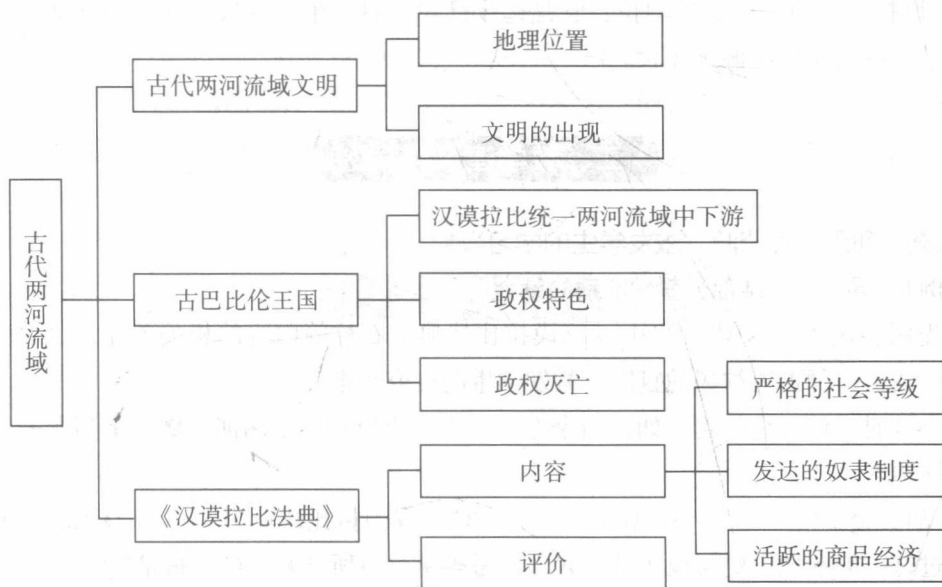 古代两河流域
古代两河流域文明
地理位置
文明的出现
古巴比伦王国
汉谟拉比统一两河流域中下游
政权特色
政权灭亡
《汉谟拉比法典》
内容
严格的社会等级
发达的奴隶制度
活跃的商品经济
评价